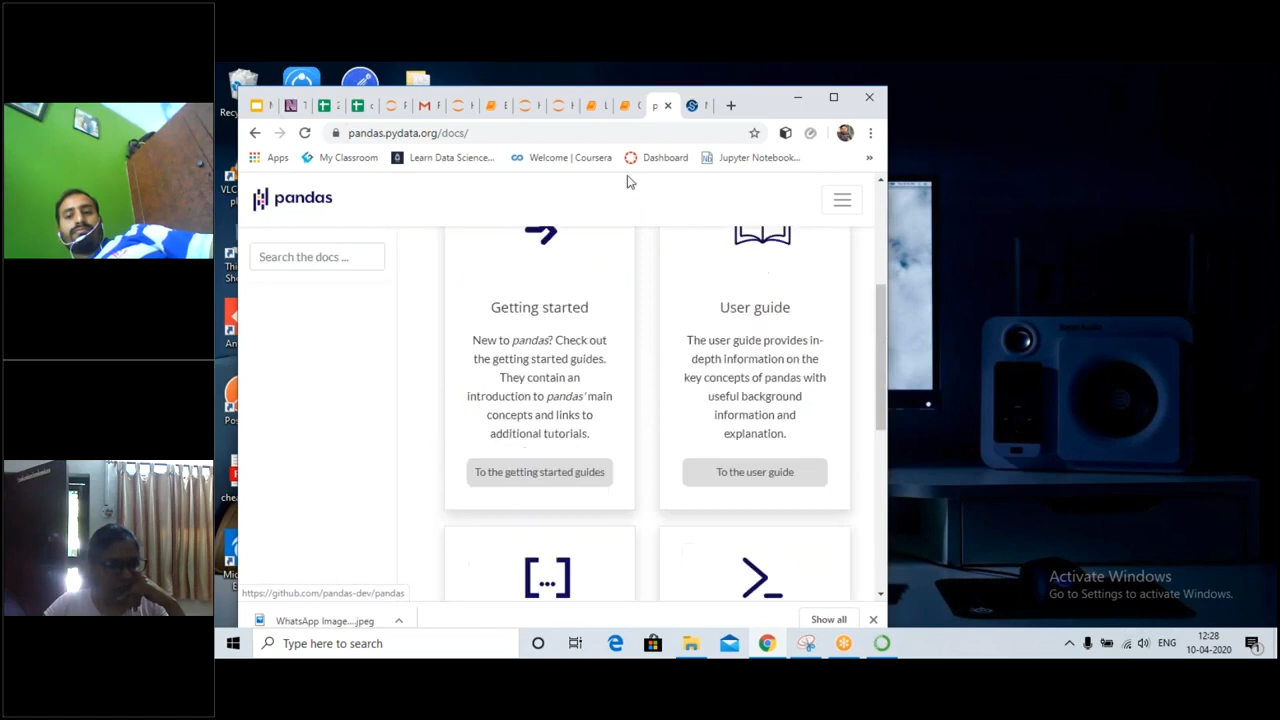 pandas.pydata.org/docs/
Apps
My Classroom
Learn Data Science...
Welcome | Coursera
Dashboard
Jupyter Notebook...
»
pandas
Search the docs ...
Getting started
New to pandas? Check out
the getting started guides.
They contain an
introduction to pandas' main
concepts and links to
additional tutorials.
To the getting started guides
User guide
The user guide provides in-
depth information on the
key concepts of pandas with
useful background
information and
explanation.
To the user guide
[...]
https://github.com/pandas-dev/pandas
WhatsApp Image....jpeg
Show all
Activate Windows
Go to Settings to activate Windows.
Type here to search
ENG
12:28
10-04-2020